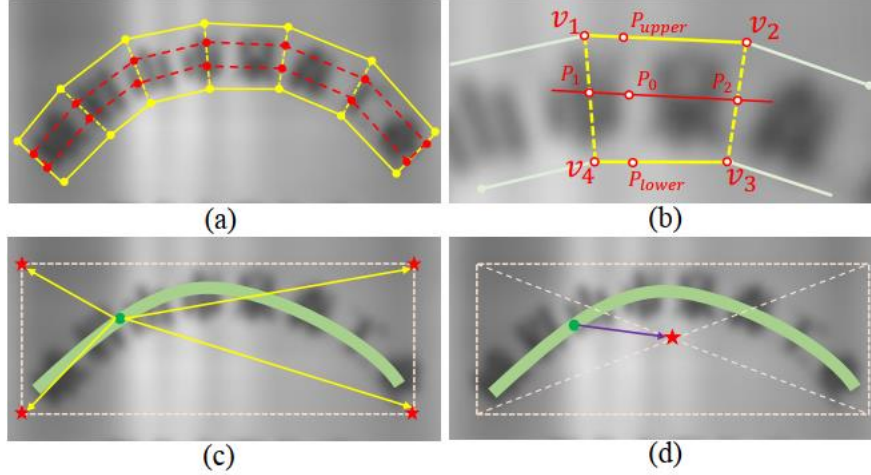 v₁ P_upper v₂
P₁ P₀ P₂
v₄ P_lower v₃
(a) (b)
(c) (d)